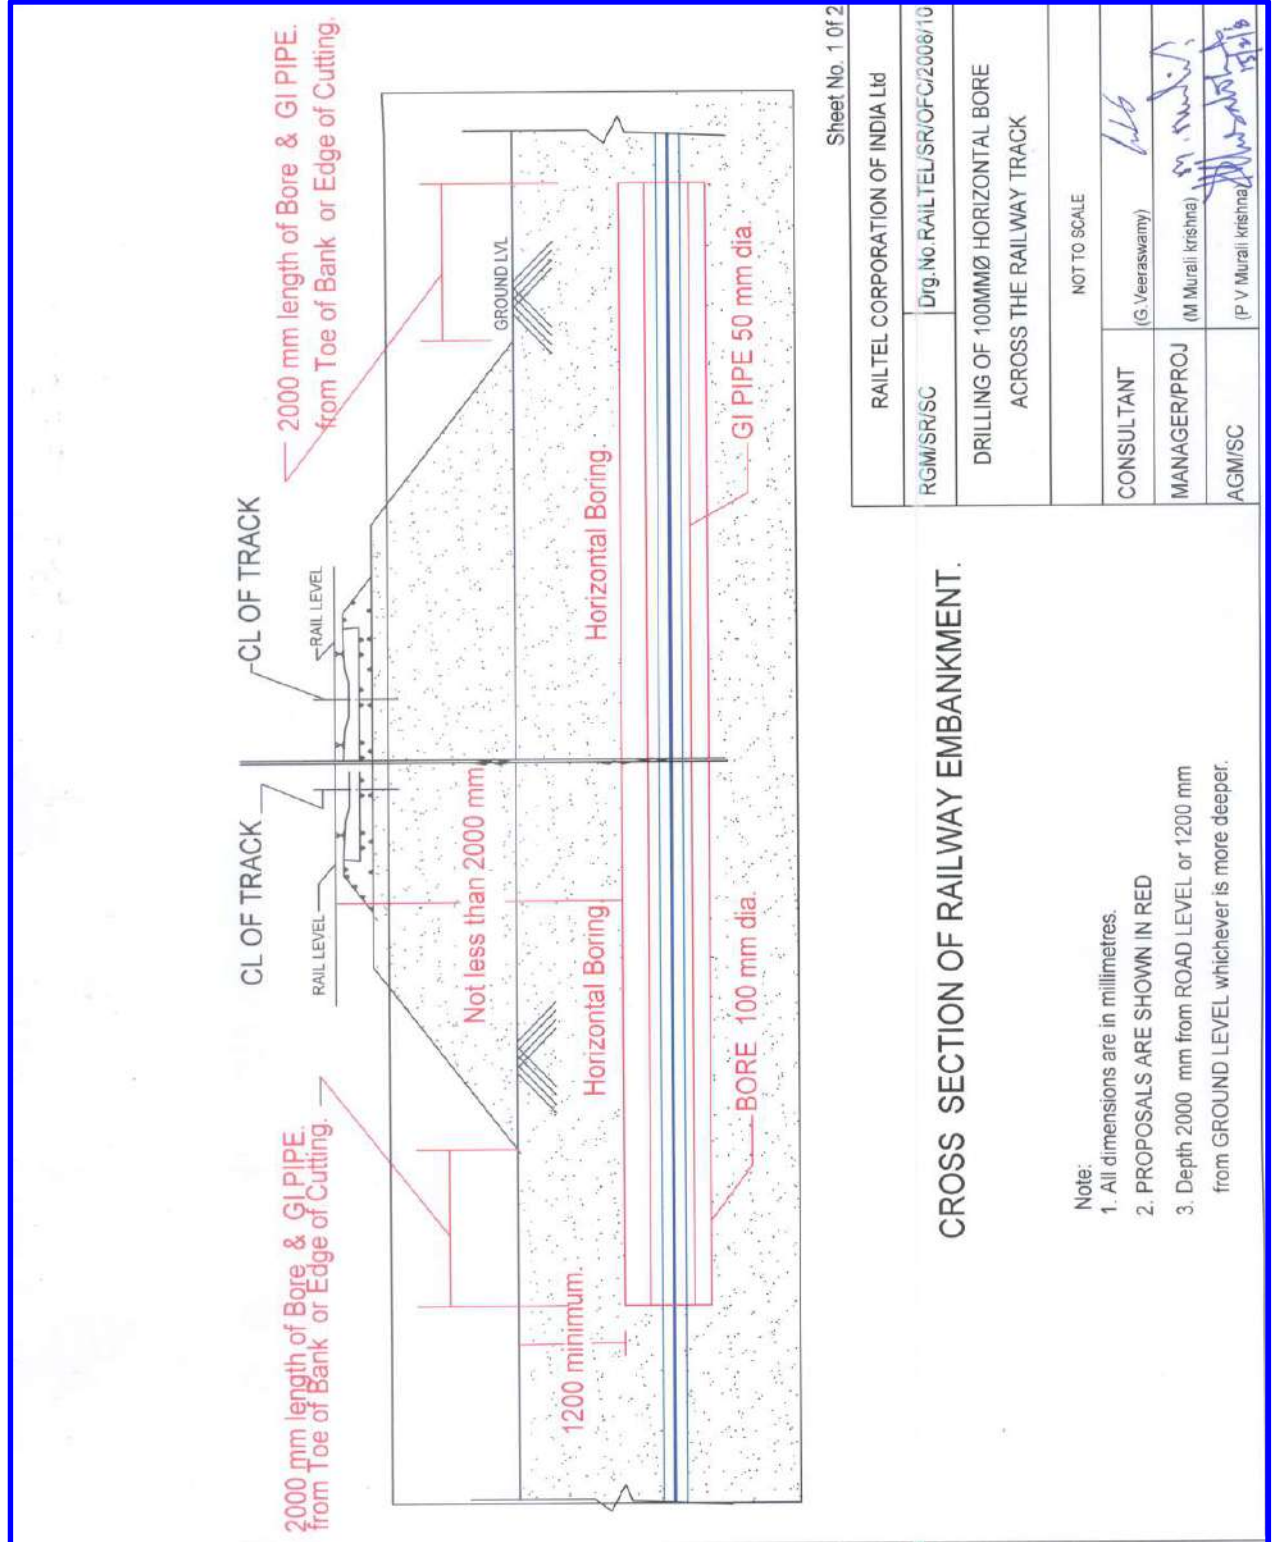 2000 mm length of Bore & GI PIPE.
from Toe of Bank or Edge of Cutting.
CL OF TRACK
CL OF TRACK
2000 mm length of Bore & GI PIPE.
from Toe of Bank or Edge of Cutting.
RAIL LEVEL
RAIL LEVEL
Not less than 2000 mm
GROUND LVL
1200 minimum.
Horizontal Boring.
Horizontal Boring.
BORE 100 mm dia.
GI PIPE 50 mm dia.
Sheet No. 1 0f 2
CROSS SECTION OF RAILWAY EMBANKMENT.
Note:
1. All dimensions are in millimetres.
2. PROPOSALS ARE SHOWN IN RED
3. Depth 2000 mm from ROAD LEVEL or 1200 mm
from GROUND LEVEL whichever is more deeper.
RAILTEL CORPORATION OF INDIA Ltd
RGM/SR/SC Drg.No.RAILTEL/SR/OFC/2008/10
DRILLING OF 100MMØ HORIZONTAL BORE
ACROSS THE RAILWAY TRACK
NOT TO SCALE
CONSULTANT (G.Veeraswamy)
MANAGER/PROJ (M Murali krishna)
AGM/SC (P V Murali krishna)